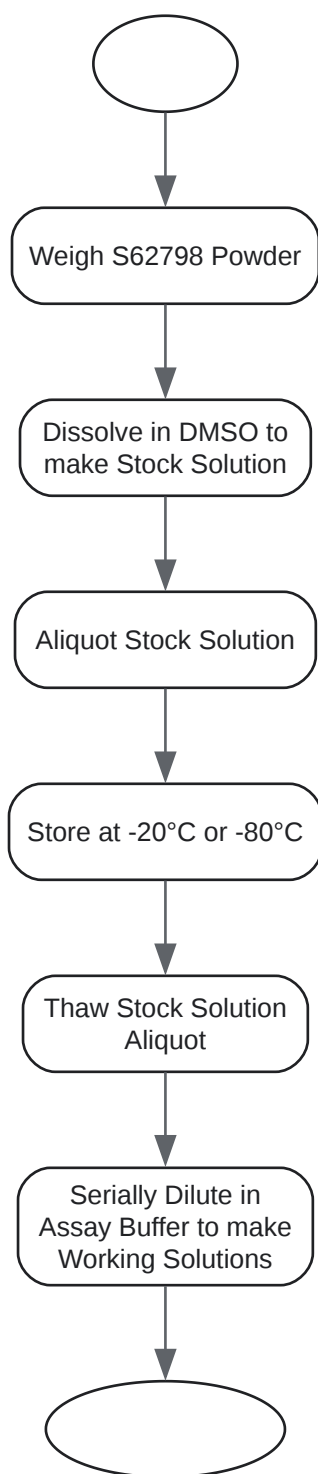 Weigh S62798 Powder
Dissolve in DMSO to
make Stock Solution
Aliquot Stock Solution
Store at -20°C or -80°C
Thaw Stock Solution
Aliquot
Serially Dilute in
Assay Buffer to make
Working Solutions